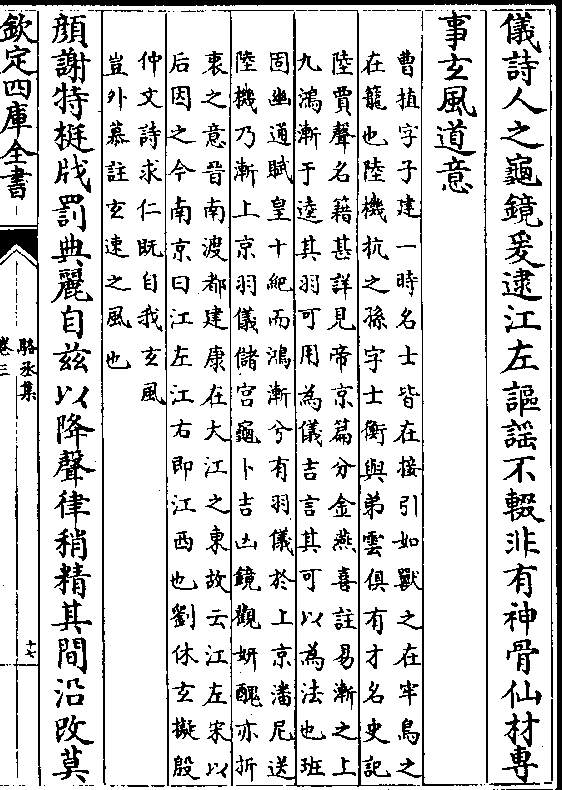 儀詩人之龜鏡爰逮江左謳謠不輟非有神骨仙材專
事玄風道意
曹植字子建一時名士皆在接引如獸之在牢鳥之
在籠也陸機抗之孫字士衡與弟雲俱有才名史記
陸賈聲名籍甚詳見帝京篇分金燕喜註易漸之上
九鴻漸于逵其羽可用為儀吉言其可以為法也班
固幽通賦皇十紀而鴻漸兮有羽儀於上京潘尼送
陸機乃漸上京羽儀儲宮龜卜吉凶鏡觀妍醜亦折
衷之意晉南渡都建康在大江之東故云江左宋以
后因之今南京曰江左江右即江西也劉休玄擬殷
仲文詩求仁既自我玄風
豈外慕註玄速之風也
顔謝特挺戕罰典麗自兹以降聲律稍精其間沿改莫
欽定四庫全書
駱丞集
卷三
十七